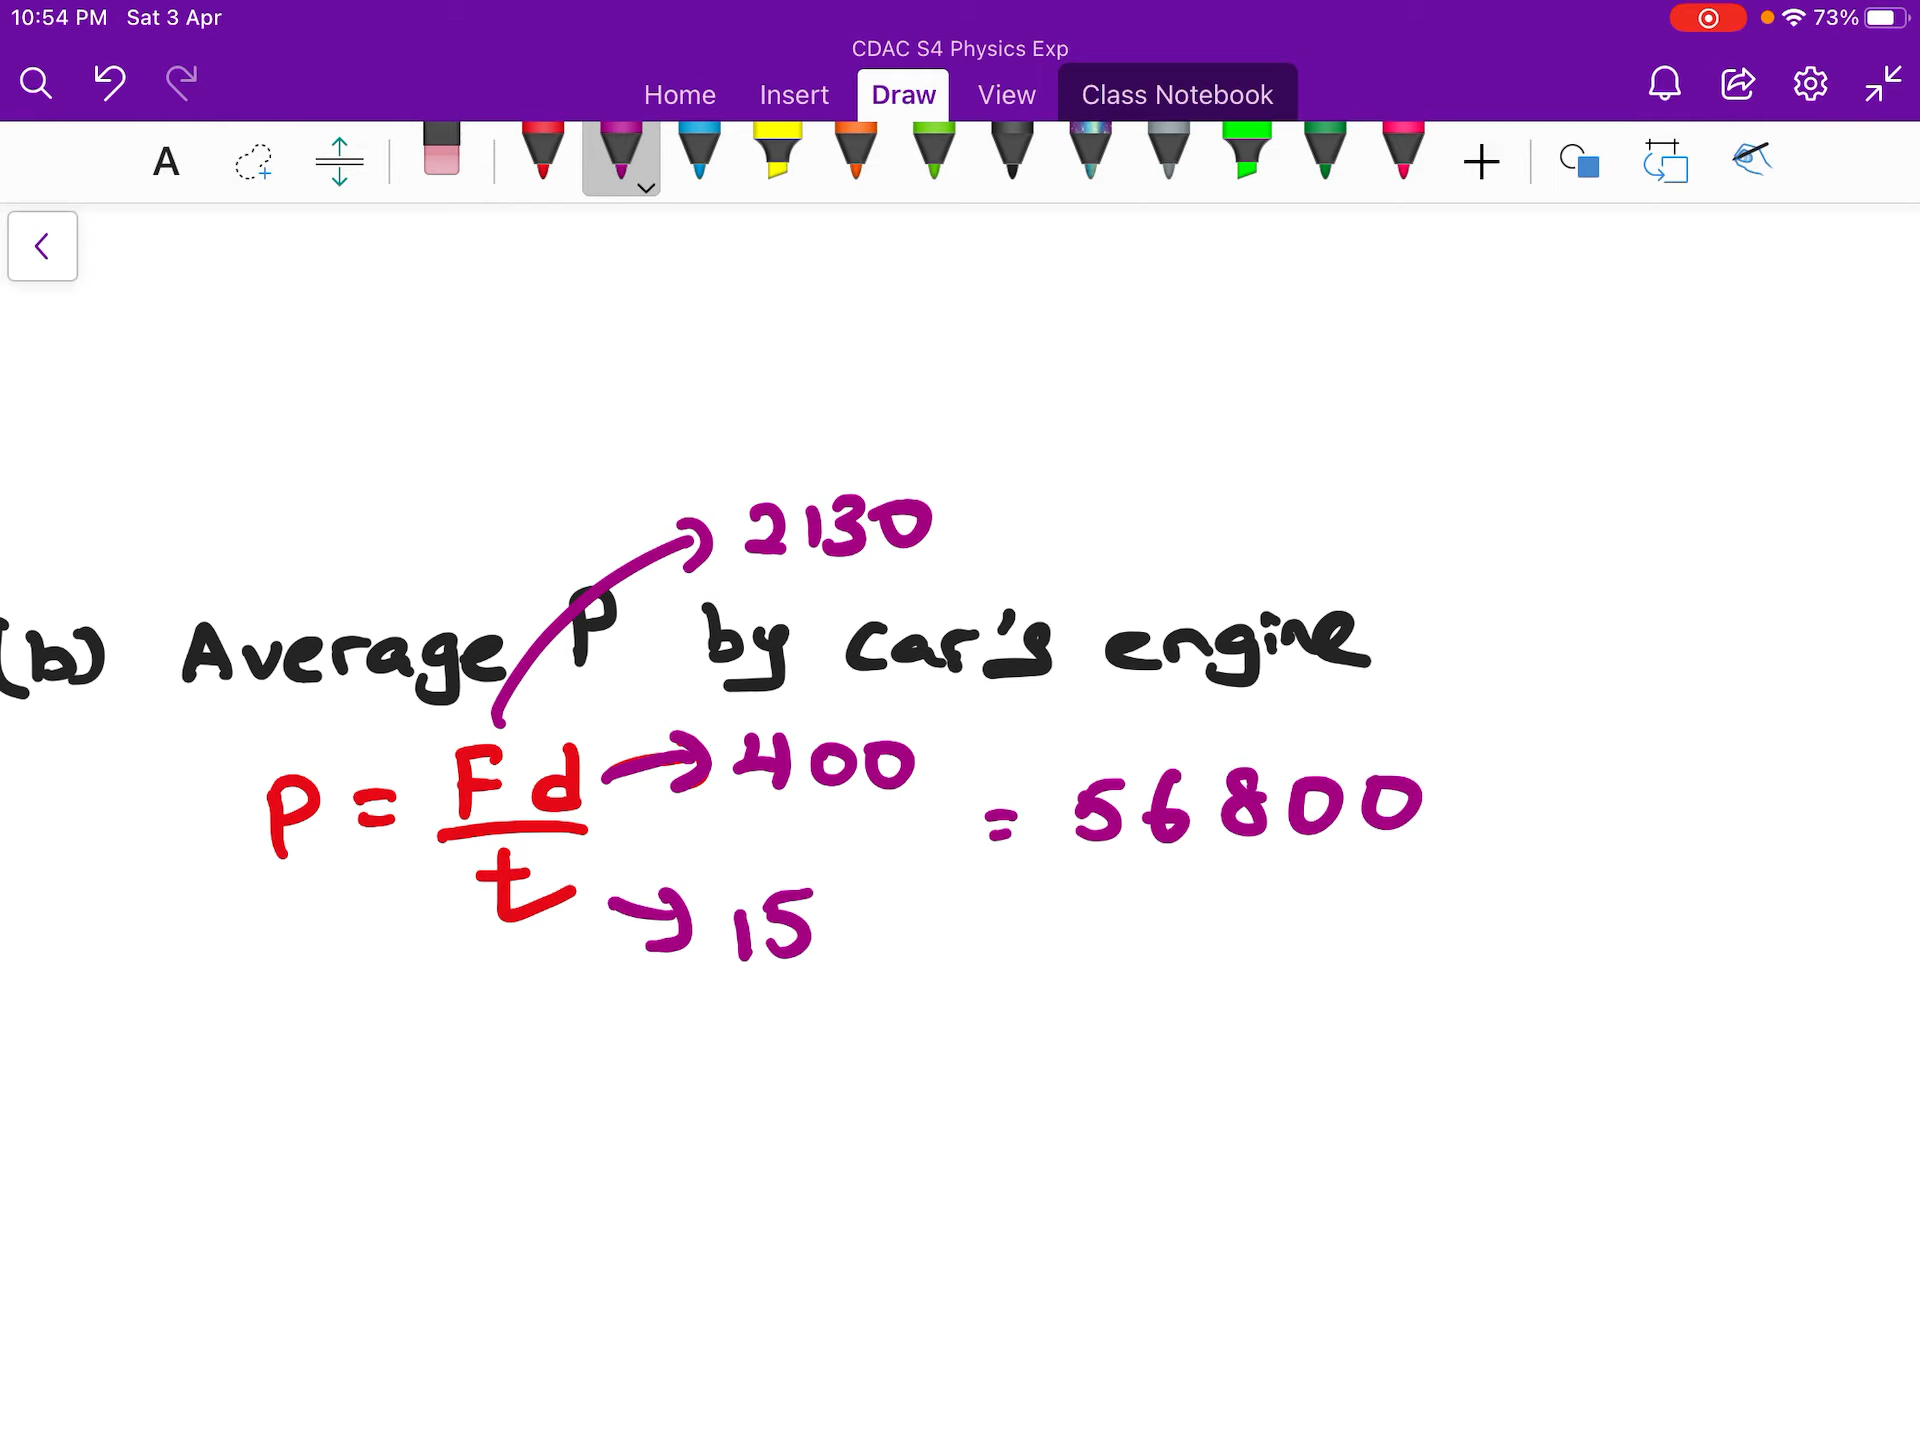 10:54 PM Sat 3 Apr 73%
CDAC S4 Physics Exp
Home Insert Draw View Class Notebook
A
2130
(b) Average P by car's engine
P = Fd/t → 400 = 56800
→ 15